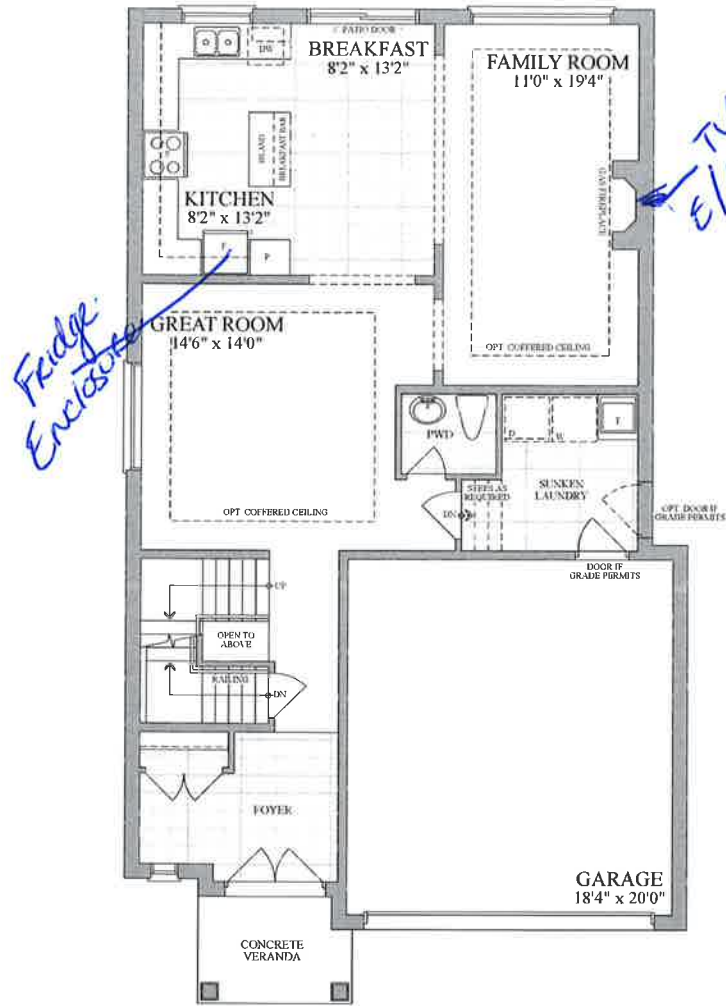 PATIO DOOR
DW
BREAKFAST
8'2" x 13'2"
FAMILY ROOM
11'0" x 19'4"
ISLAND
BREAKFAST BAR
GAS FIREPLACE
KITCHEN
8'2" x 13'2"
F
P
Fridge
Enclosure
GREAT ROOM
14'6" x 14'0"
OPT COFFERED CEILING
PWD
D
W
T
STEPS AS
REQUIRED
SUNKEN
LAUNDRY
DN
OPT DOOR IF
GRADE PERMITS
OPT COFFERED CEILING
DOOR IF
GRADE PERMITS
UP
OPEN TO
ABOVE
RAILING
DN
FOYER
GARAGE
18'4" x 20'0"
CONCRETE
VERANDA